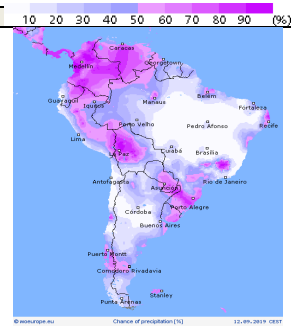 10 20 30 40 50 60 70 80 90 (%)
Caracas
Medellín
Georgetown
Guayaquil
Iquitos
Manaus
Belém
Fortaleza
Porto Velho
Pedro Afonso
Recife
Lima
La Paz
Cuiabá
Brasília
Antofagasta
Asunción
Rio de Janeiro
Porto Alegre
Córdoba
Buenos Aires
Puerto Montt
Comodoro Rivadavia
Punta Arenas
Stanley
© woeurope.eu Chance of precipitation (%) 12.09.2019 CEST